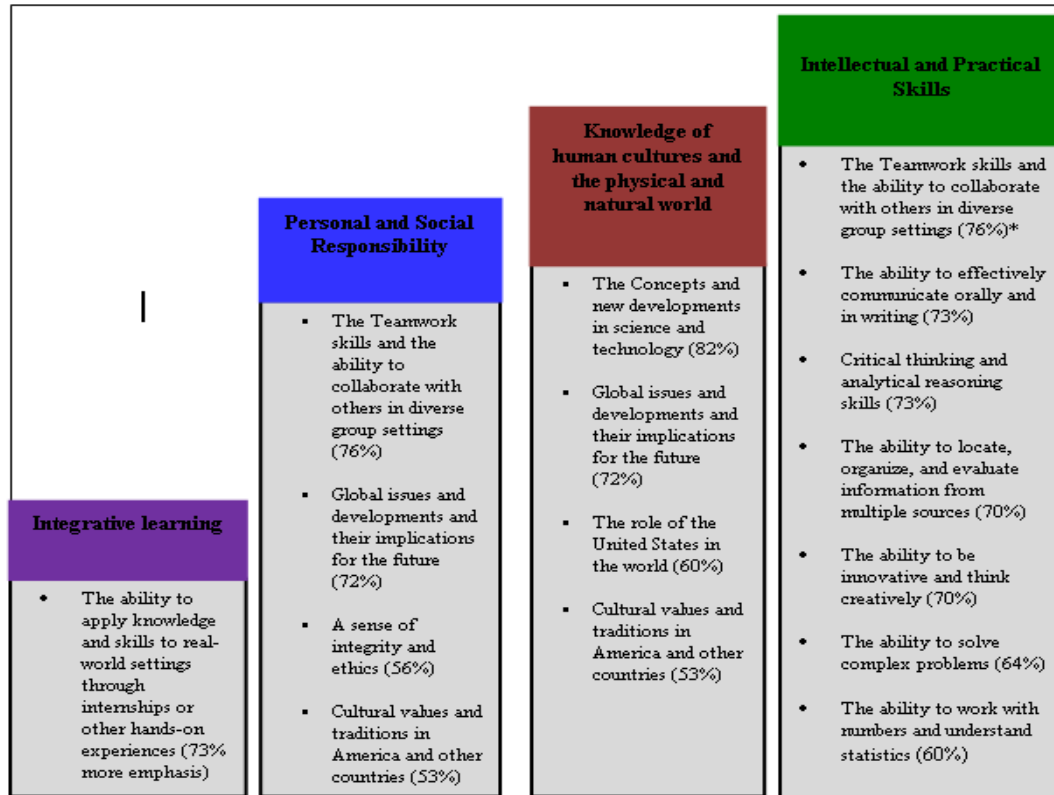 Integrative learning
• The ability to
apply knowledge
and skills to real-
world settings
through
internships or
other hands-on
experiences (73%
more emphasis)
Personal and Social
Responsibility
▪ The Teamwork
skills and the
ability to
collaborate with
others in diverse
group settings
(76%)
▪ Global issues and
developments and
their implications
for the future
(72%)
▪ A sense of
integrity and
ethics (56%)
▪ Cultural values and
traditions in
America and other
countries (53%)
Knowledge of
human cultures and
the physical and
natural world
▪ The Concepts and
new developments
in science and
technology (82%)
▪ Global issues and
developments and
their implications
for the future
(72%)
▪ The role of the
United States in
the world (60%)
▪ Cultural values and
traditions in
America and other
countries (53%)
Intellectual and Practical
Skills
• The Teamwork skills and
the ability to collaborate
with others in diverse
group settings (76%)*
• The ability to effectively
communicate orally and
in writing (73%)
• Critical thinking and
analytical reasoning
skills (73%)
• The ability to locate,
organize, and evaluate
information from
multiple sources (70%)
• The ability to be
innovative and think
creatively (70%)
• The ability to solve
complex problems (64%)
• The ability to work with
numbers and understand
statistics (60%)